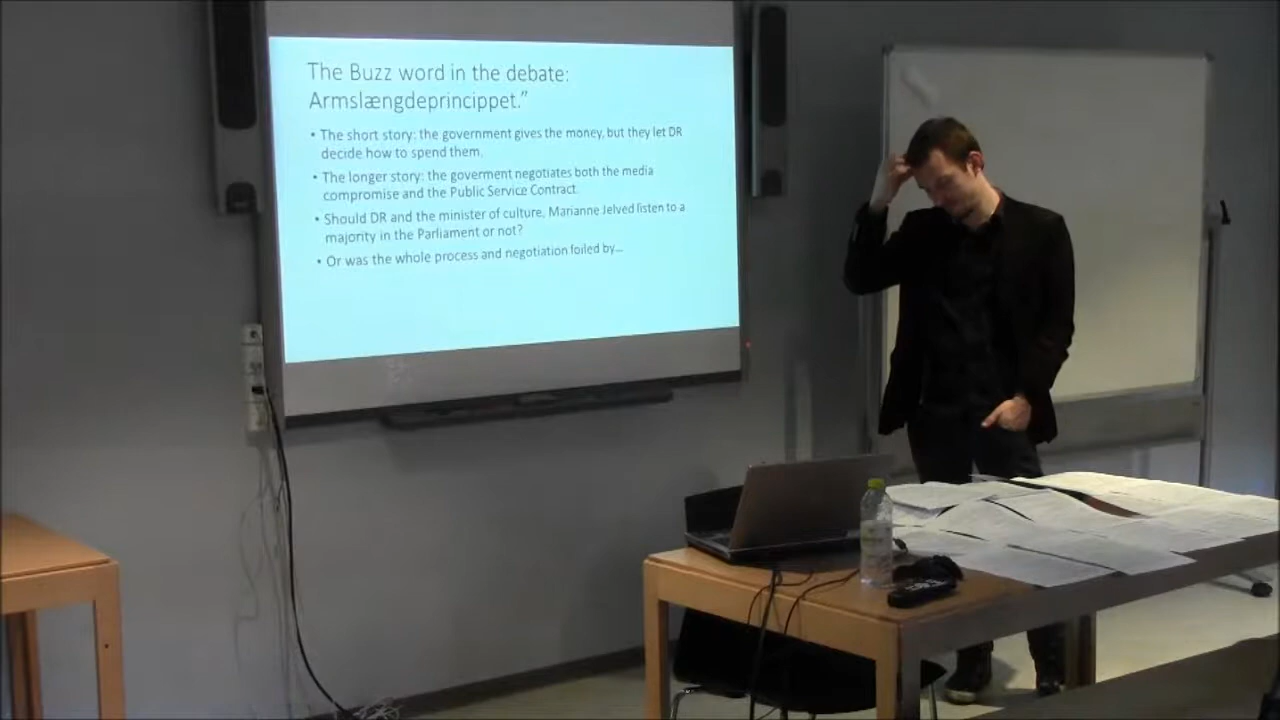 The Buzz word in the debate:
Armslængdeprincippet.”
• The short story: the government gives the money, but they let DR
decide how to spend them.
• The longer story: the goverment negotiates both the media
compromise and the Public Service Contract.
• Should DR and the minister of culture, Marianne Jelved listen to a
majority in the Parliament or not?
• Or was the whole process and negotiation foiled by...